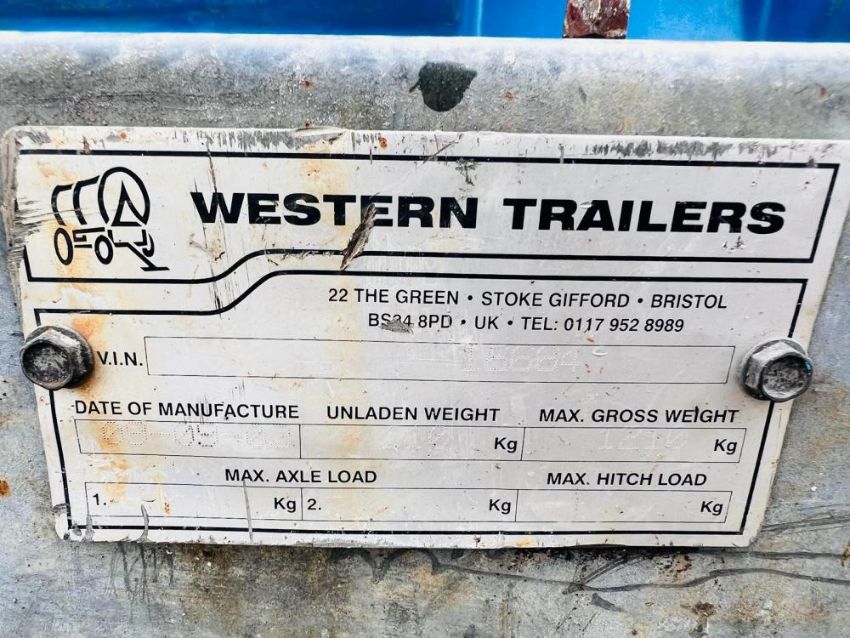 WESTERN TRAILERS
22 THE GREEN • STOKE GIFFORD • BRISTOL
BS34 8PD • UK • TEL: 0117 952 8989
V.I.N.
DATE OF MANUFACTURE UNLADEN WEIGHT MAX. GROSS WEIGHT
Kg Kg
MAX. AXLE LOAD MAX. HITCH LOAD
1. Kg 2. Kg Kg